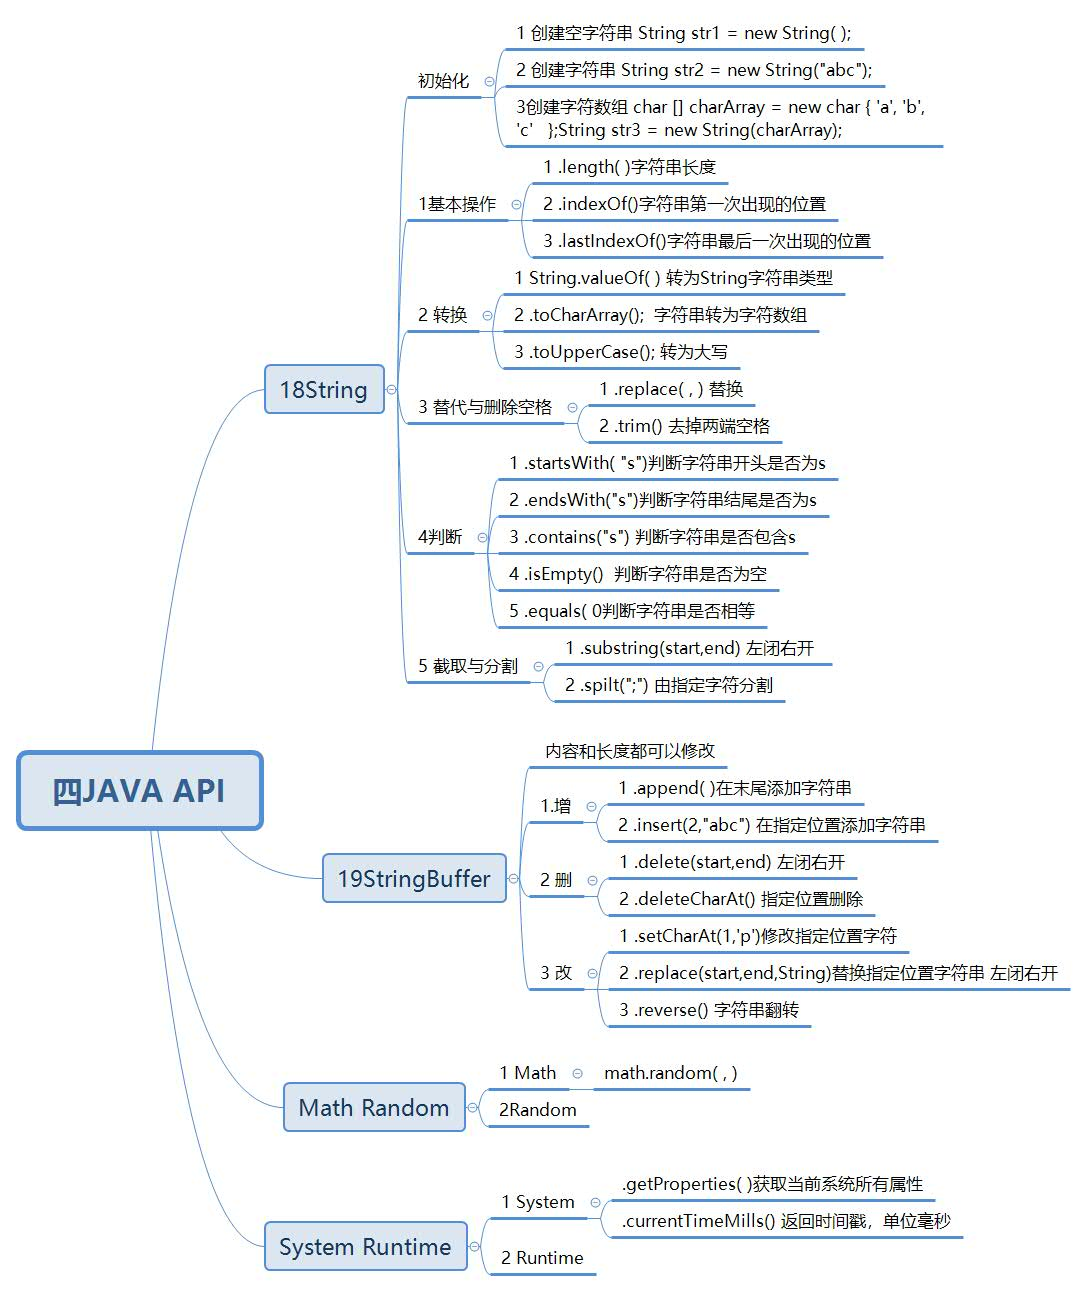 四JAVA API
18String
初始化
1 创建空字符串 String str1 = new String( );
2 创建字符串 String str2 = new String("abc");
3创建字符数组 char [] charArray = new char { 'a', 'b',
'c'   };String str3 = new String(charArray);
1基本操作
1 .length( )字符串长度
2 .indexOf()字符串第一次出现的位置
3 .lastIndexOf()字符串最后一次出现的位置
2 转换
1 String.valueOf( ) 转为String字符串类型
2 .toCharArray();  字符串转为字符数组
3 .toUpperCase(); 转为大写
3 替代与删除空格
1 .replace( , ) 替换
2 .trim() 去掉两端空格
4判断
1 .startsWith( "s")判断字符串开头是否为s
2 .endsWith("s")判断字符串结尾是否为s
3 .contains("s") 判断字符串是否包含s
4 .isEmpty()  判断字符串是否为空
5 .equals( 0判断字符串是否相等
5 截取与分割
1 .substring(start,end) 左闭右开
2 .spilt(";") 由指定字符分割
19StringBuffer
内容和长度都可以修改
1.增
1 .append( )在末尾添加字符串
2 .insert(2,"abc") 在指定位置添加字符串
2 删
1 .delete(start,end) 左闭右开
2 .deleteCharAt() 指定位置删除
3 改
1 .setCharAt(1,'p')修改指定位置字符
2 .replace(start,end,String)替换指定位置字符串 左闭右开
3 .reverse() 字符串翻转
Math Random
1 Math
math.random( , )
2Random
System Runtime
1 System
.getProperties( )获取当前系统所有属性
.currentTimeMills() 返回时间戳，单位毫秒
2 Runtime